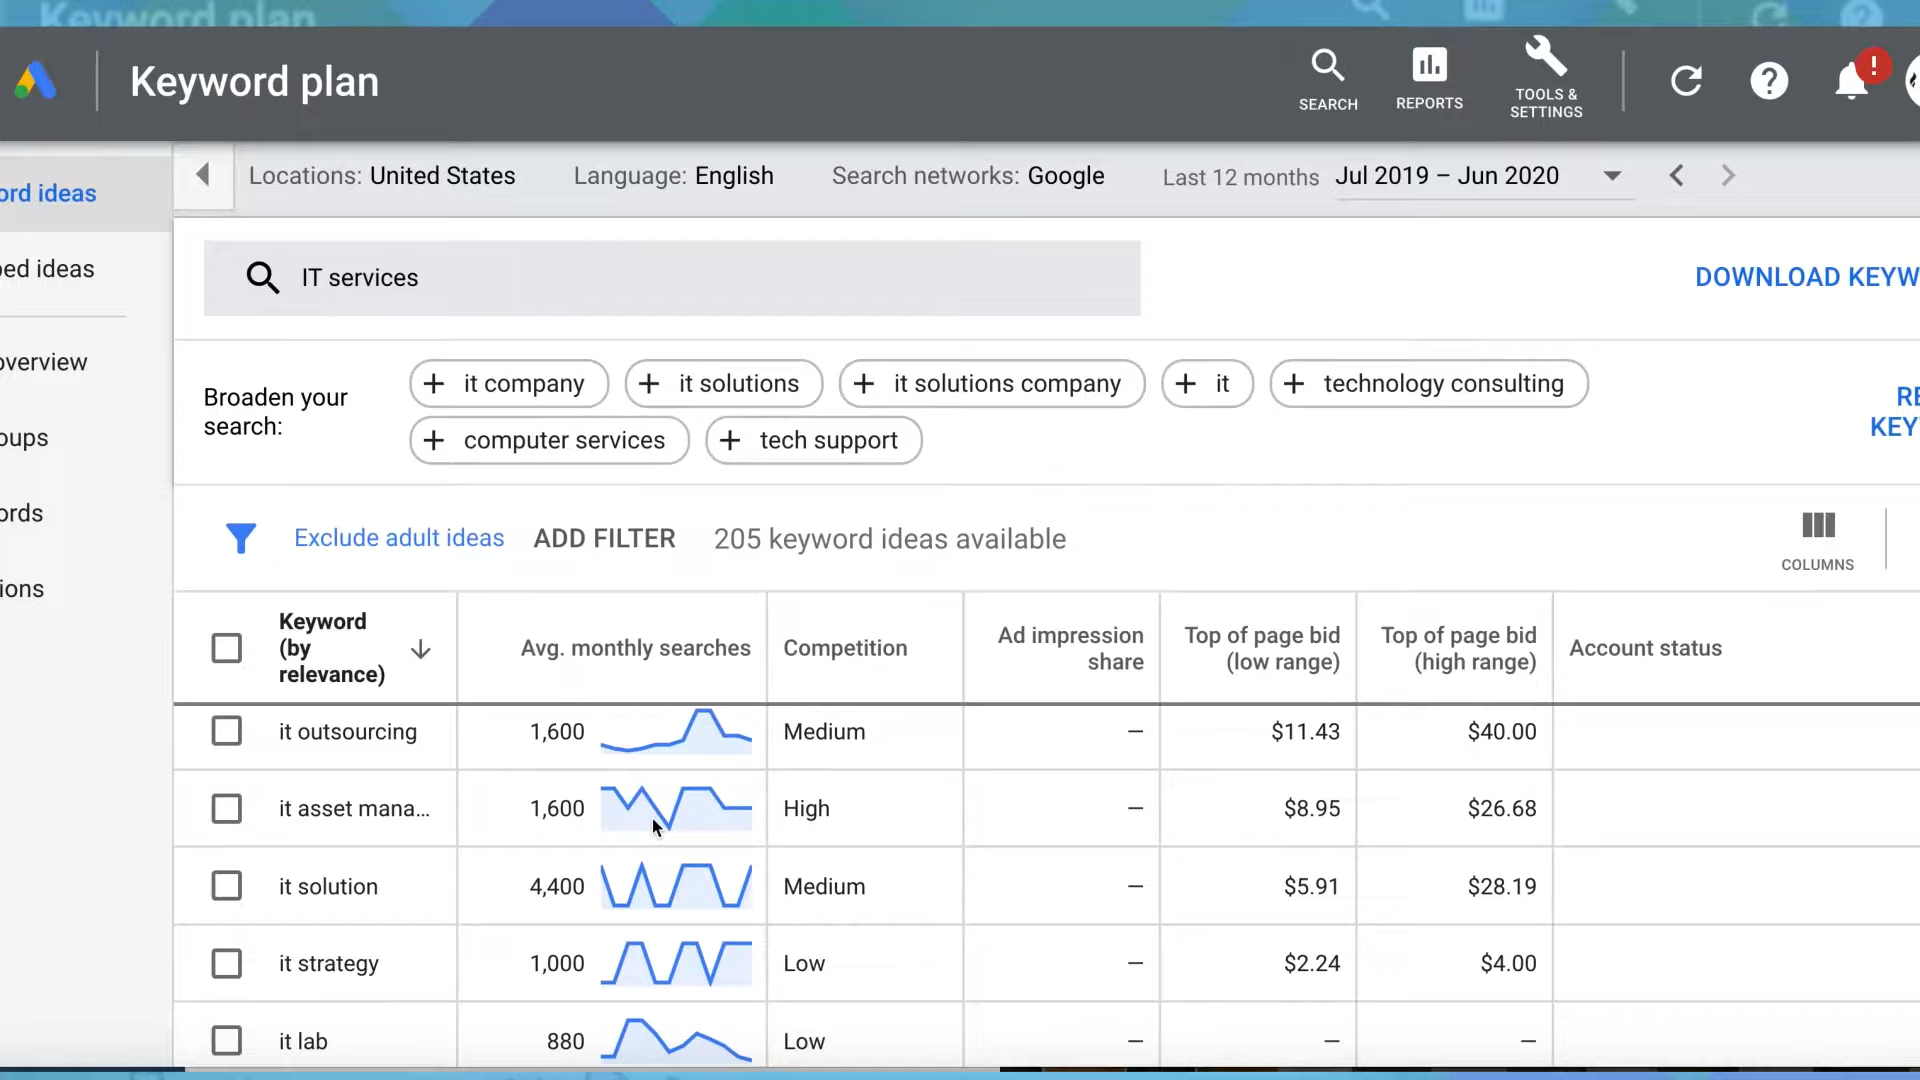 Keyword plan
Keyword plan
SEARCH
REPORTS
TOOLS &
SETTINGS
!
ord ideas
Locations: United States
Language: English
Search networks: Google
Last 12 months
Jul 2019 – Jun 2020
ed ideas
overview
oups
ords
ions
IT services
DOWNLOAD KEYW
Broaden your
search:
+ it company
+ it solutions
+ it solutions company
+ it
+ technology consulting
+ computer services
+ tech support
RE
KEY
Exclude adult ideas
ADD FILTER
205 keyword ideas available
COLUMNS
Keyword
(by
relevance)
Avg. monthly searches
Competition
Ad impression
share
Top of page bid
(low range)
Top of page bid
(high range)
Account status
it outsourcing 1,600 Medium – $11.43 $40.00
it asset mana... 1,600 High – $8.95 $26.68
it solution 4,400 Medium – $5.91 $28.19
it strategy 1,000 Low – $2.24 $4.00
it lab 880 Low – – –